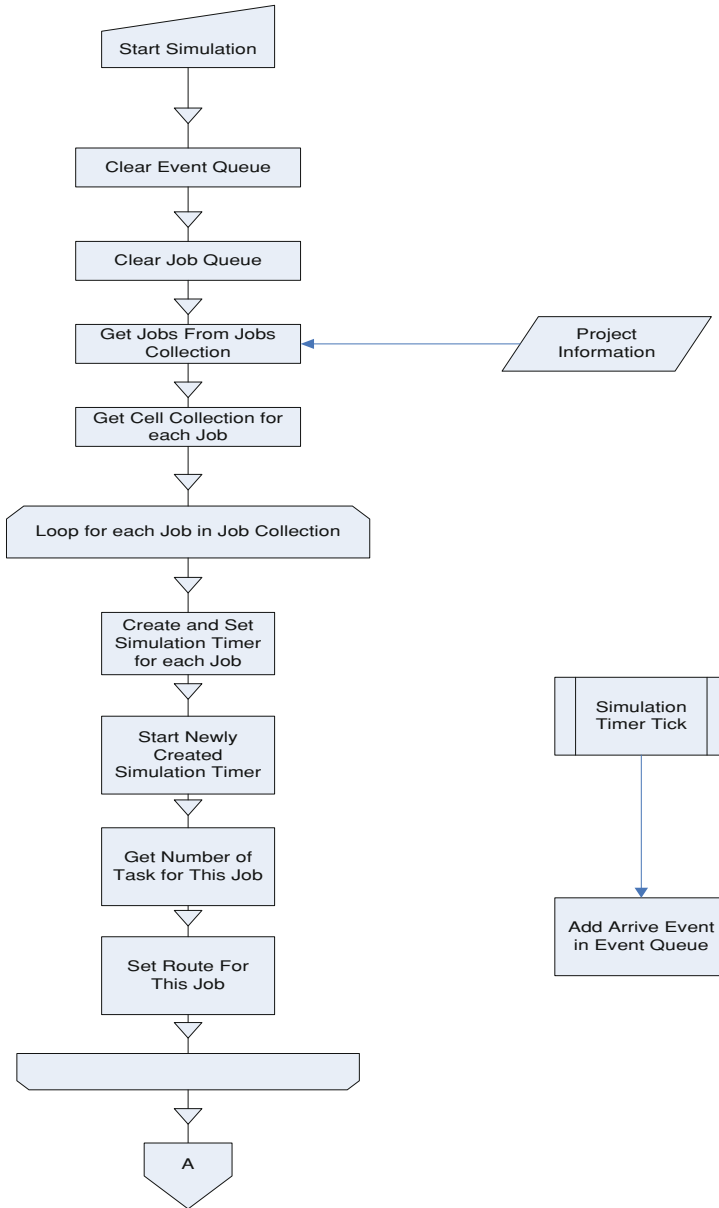 Start Simulation
Clear Event Queue
Clear Job Queue
Get Jobs From Jobs
Collection
Project
Information
Get Cell Collection for
each Job
Loop for each Job in Job Collection
Create and Set
Simulation Timer
for each Job
Start Newly
Created
Simulation Timer
Get Number of
Task for This Job
Set Route For
This Job
A
Simulation
Timer Tick
Add Arrive Event
in Event Queue